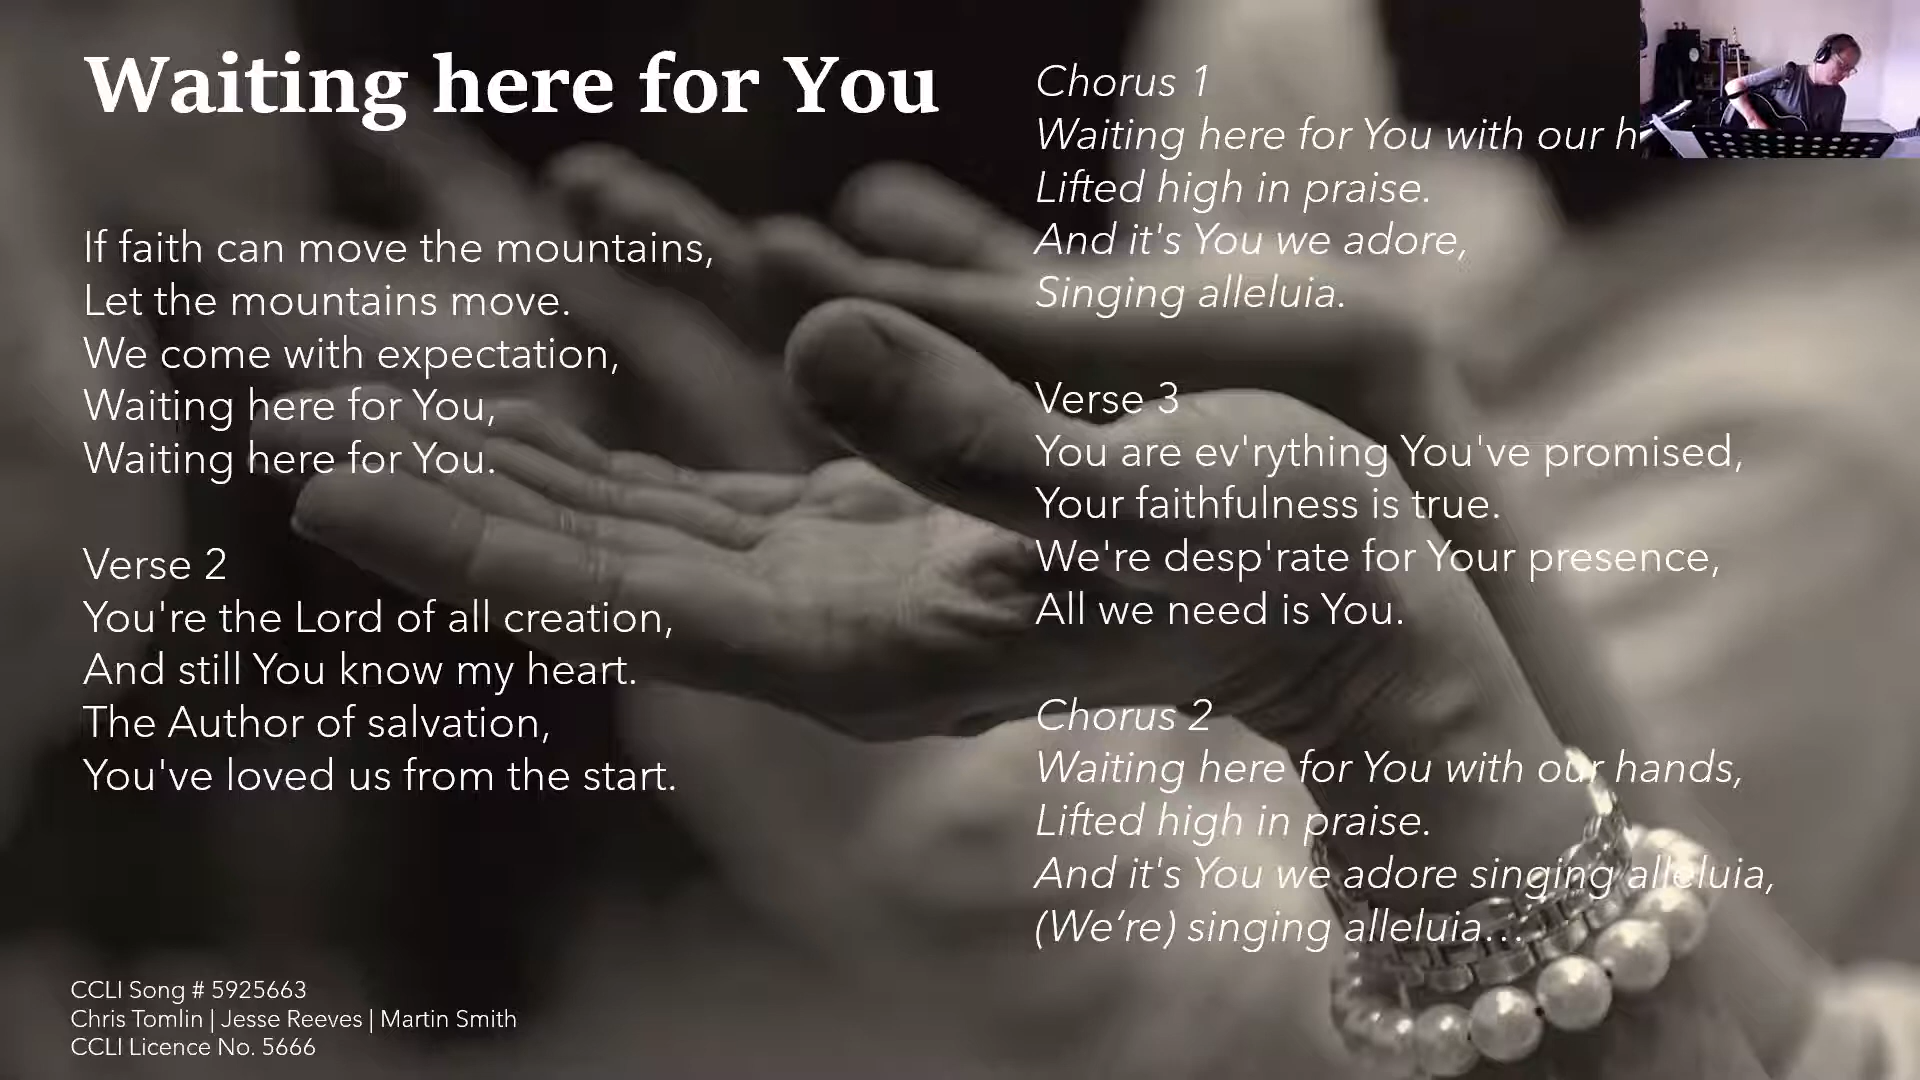 Waiting here for You
If faith can move the mountains,
Let the mountains move.
We come with expectation,
Waiting here for You,
Waiting here for You.
Verse 2
You're the Lord of all creation,
And still You know my heart.
The Author of salvation,
You've loved us from the start.
CCLI Song # 5925663
Chris Tomlin | Jesse Reeves | Martin Smith
CCLI Licence No. 5666
Chorus 1
Waiting here for You with our
Lifted high in praise.
And it's You we adore,
Singing alleluia.
Verse 3
You are ev'rything You've promised,
Your faithfulness is true.
We're desp'rate for Your presence,
All we need is You.
Chorus 2
Waiting here for You with our hands,
Lifted high in praise.
And it's You we adore singing alleluia,
(We’re) singing alleluia…